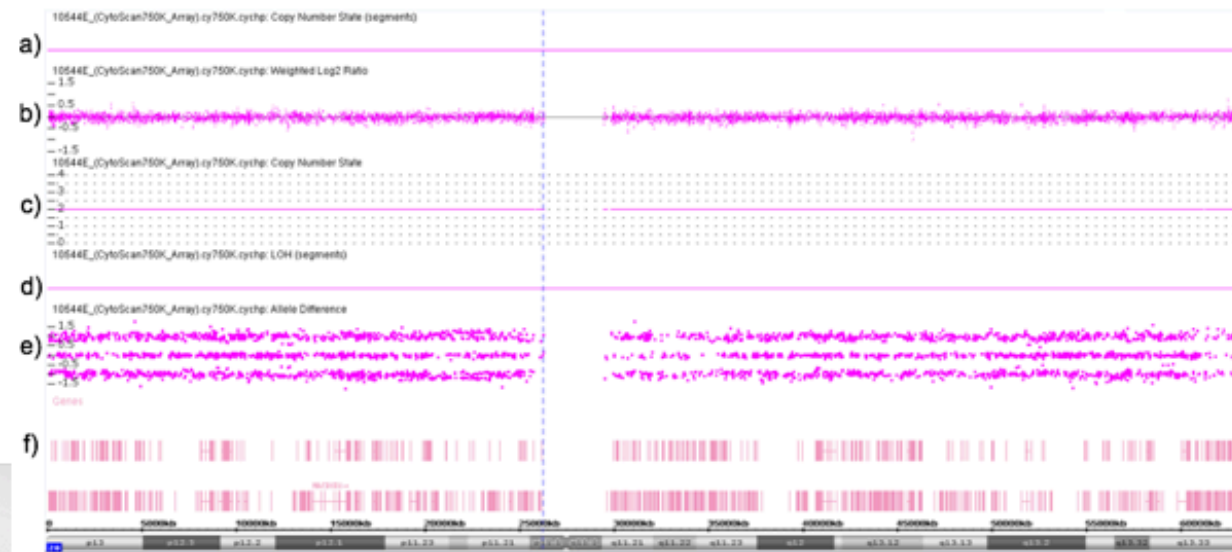 10544E_(CytoScan750K_Array).cy750K.cychp: Copy Number State (segments)
a)
10544E_(CytoScan750K_Array).cy750K.cychp: Weighted Log2 Ratio
1.5
0.5
b)
-0.5
-1.5
10544E_(CytoScan750K_Array).cy750K.cychp: Copy Number State
4
3
c)
2
1
0
10544E_(CytoScan750K_Array).cy750K.cychp: LOH (segments)
d)
10544E_(CytoScan750K_Array).cy750K.cychp: Allele Difference
1.5
0.5
e)
-0.5
-1.5
Genes
f)
0 5000kb 10000kb 15000kb 20000kb 25000kb 30000kb 35000kb 40000kb 45000kb 50000kb 55000kb 60000kb
p13 p12.3 p12.2 p12.1 p11.23 p11.21 q11.21 q11.22 q11.23 q12 q13.12 q13.13 q13.2 q13.32 q13.33